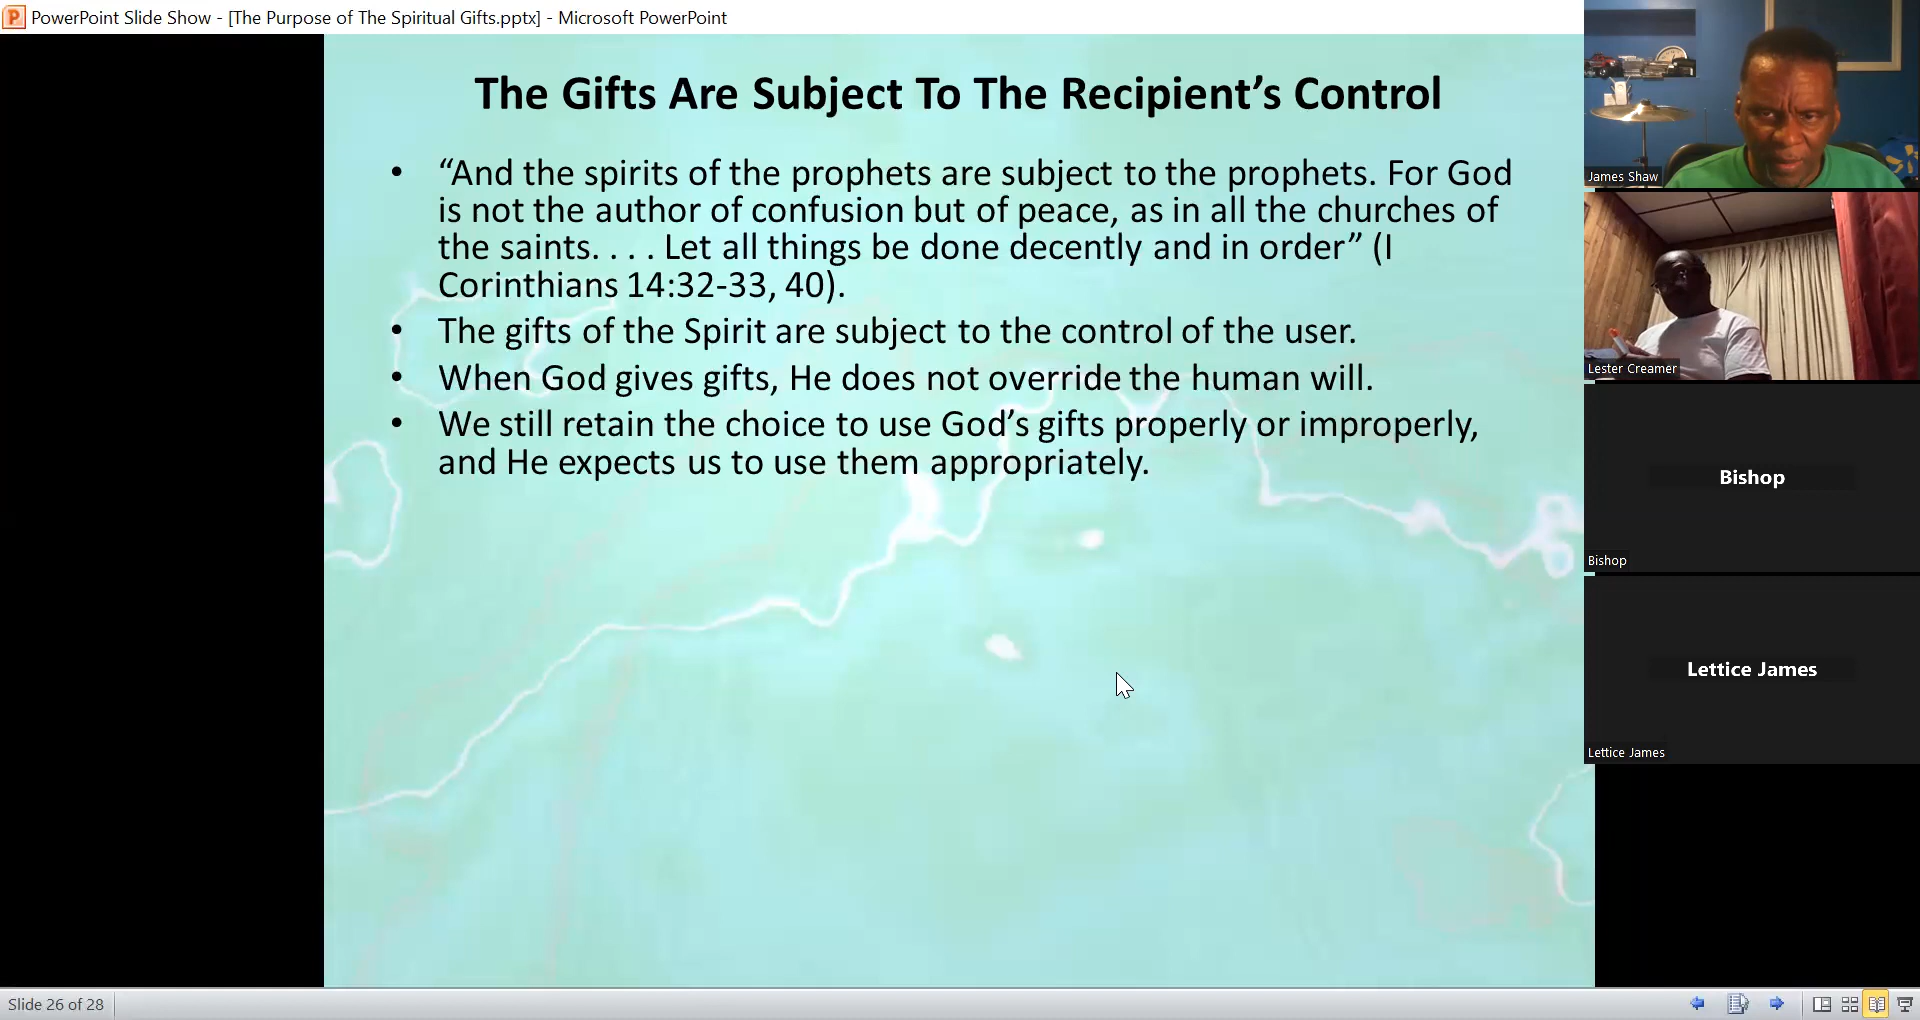 PowerPoint Slide Show - [The Purpose of The Spiritual Gifts.pptx] - Microsoft PowerPoint
The Gifts Are Subject To The Recipient’s Control
• “And the spirits of the prophets are subject to the prophets. For God
is not the author of confusion but of peace, as in all the churches of
the saints. . . . Let all things be done decently and in order” (I
Corinthians 14:32-33, 40).
• The gifts of the Spirit are subject to the control of the user.
• When God gives gifts, He does not override the human will.
• We still retain the choice to use God’s gifts properly or improperly,
and He expects us to use them appropriately.
James Shaw
Lester Creamer
Bishop
Bishop
Lettice James
Lettice James
Slide 26 of 28